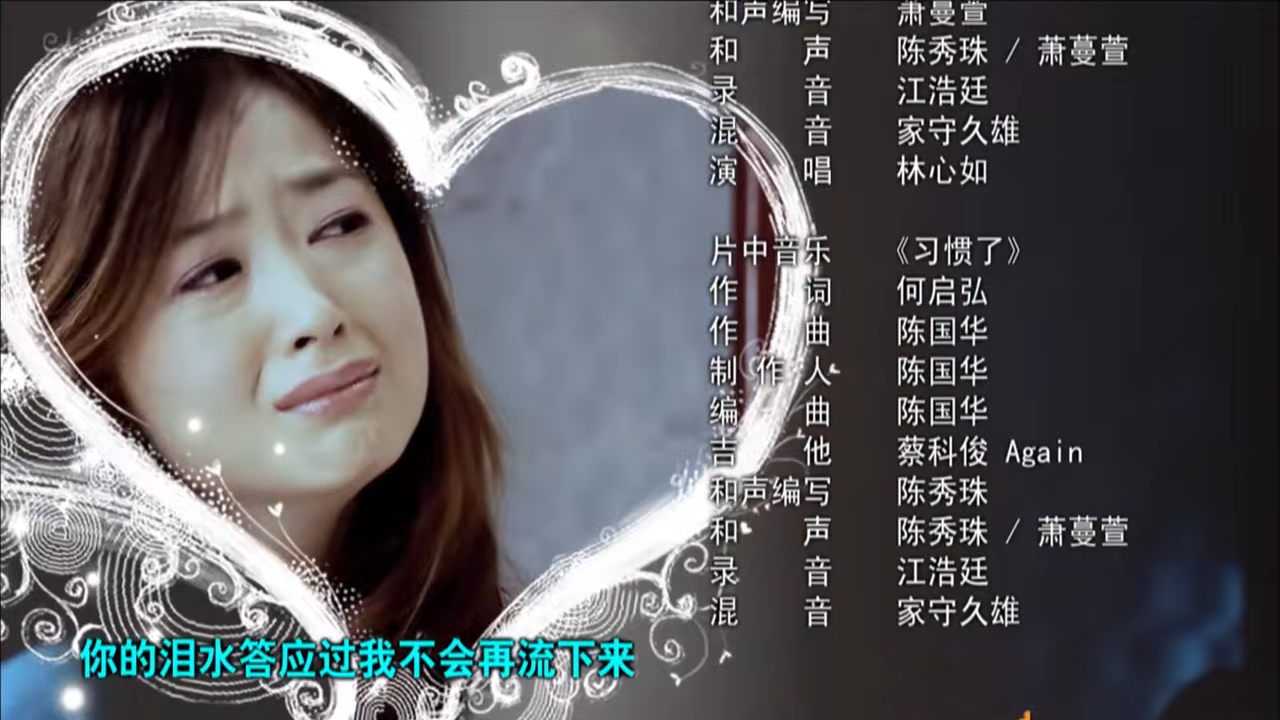 和声编写 萧蔓萱
和声 陈秀珠 / 萧蔓萱
录音 江浩廷
混音 家守久雄
演唱 林心如
片中音乐 《习惯了》
作词 何启弘
作曲 陈国华
制作人 陈国华
编曲 陈国华
吉他 蔡科俊 Again
和声编写 陈秀珠
和声 陈秀珠 / 萧蔓萱
录音 江浩廷
混音 家守久雄
你的泪水答应过我不会再流下来